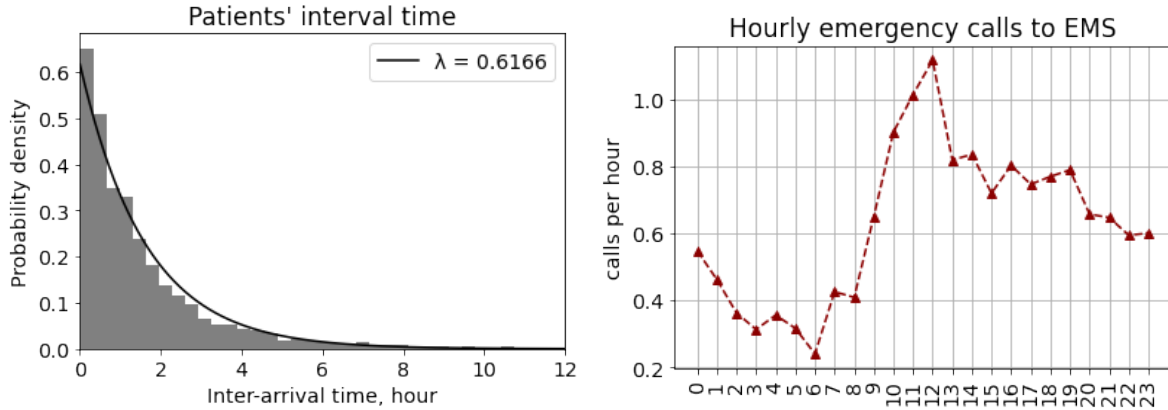 Patients' interval time
λ = 0.6166
Probability density
0.6
0.5
0.4
0.3
0.2
0.1
0.0
0 2 4 6 8 10 12
Inter-arrival time, hour
Hourly emergency calls to EMS
calls per hour
1.0
0.8
0.6
0.4
0.2
0 1 2 3 4 5 6 7 8 9 10 11 12 13 14 15 16 17 18 19 20 21 22 23